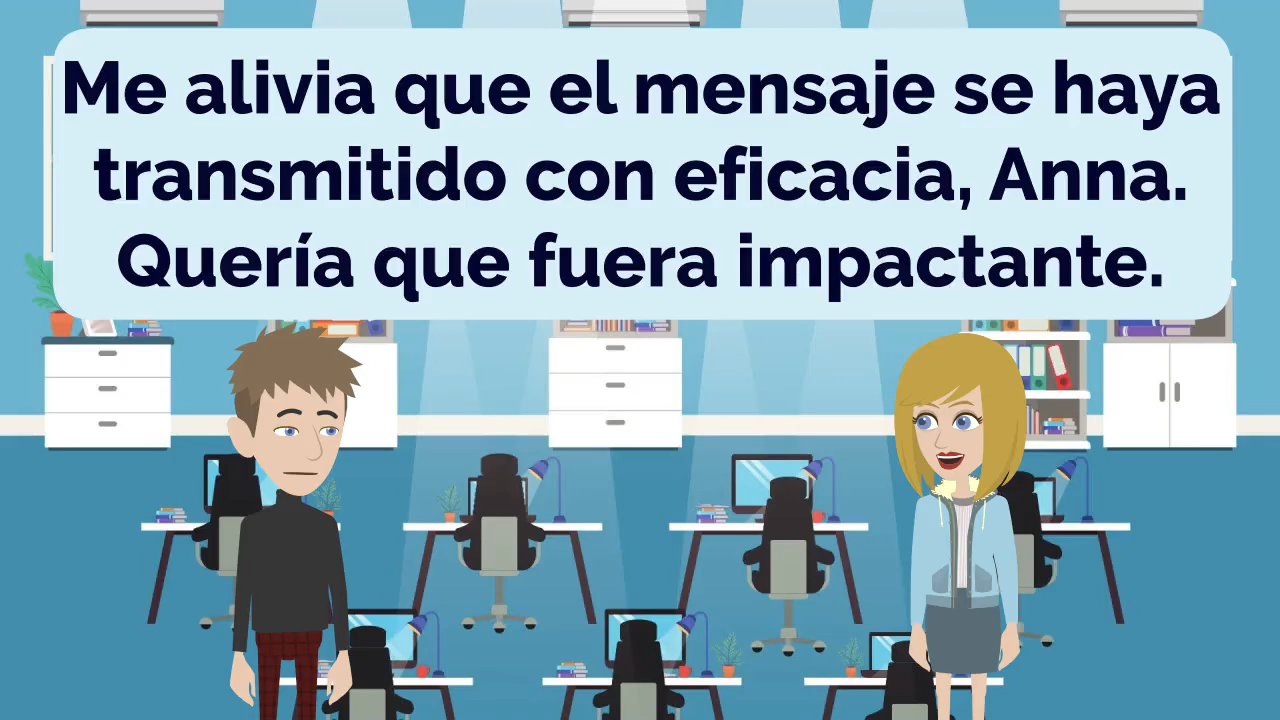 Me alivia que el mensaje se haya
transmitido con eficacia, Anna.
Quería que fuera impactante.